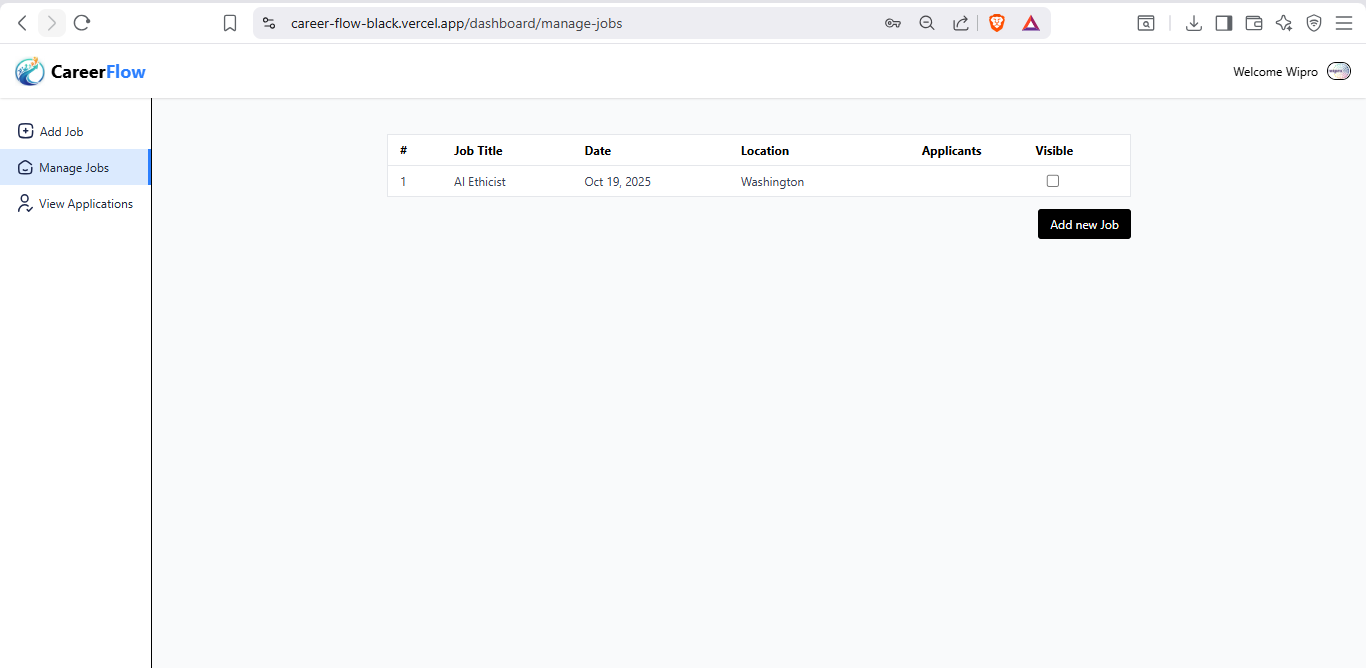 career-flow-black.vercel.app/dashboard/manage-jobs
CareerFlow
Welcome Wipro
Add Job
Manage Jobs
View Applications
# Job Title Date Location Applicants Visible
1 AI Ethicist Oct 19, 2025 Washington
Add new Job